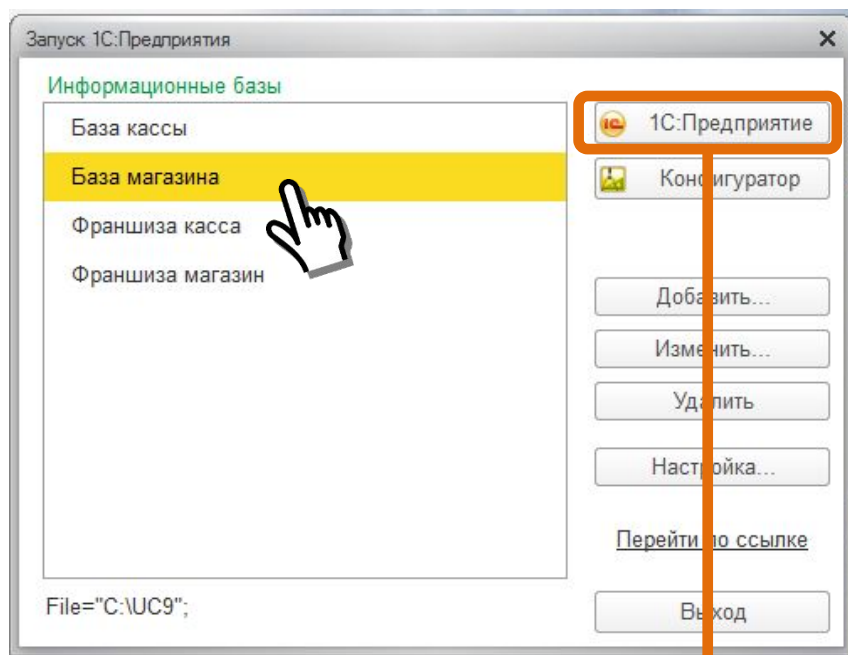 Запуск 1С:Предприятия
Информационные базы
База кассы
База магазина
Франшиза касса
Франшиза магазин
1С:Предприятие
Конфигуратор
Добавить...
Изменить...
Удалить
Настройка...
Перейти по ссылке
File="C:\UC9";
Выход